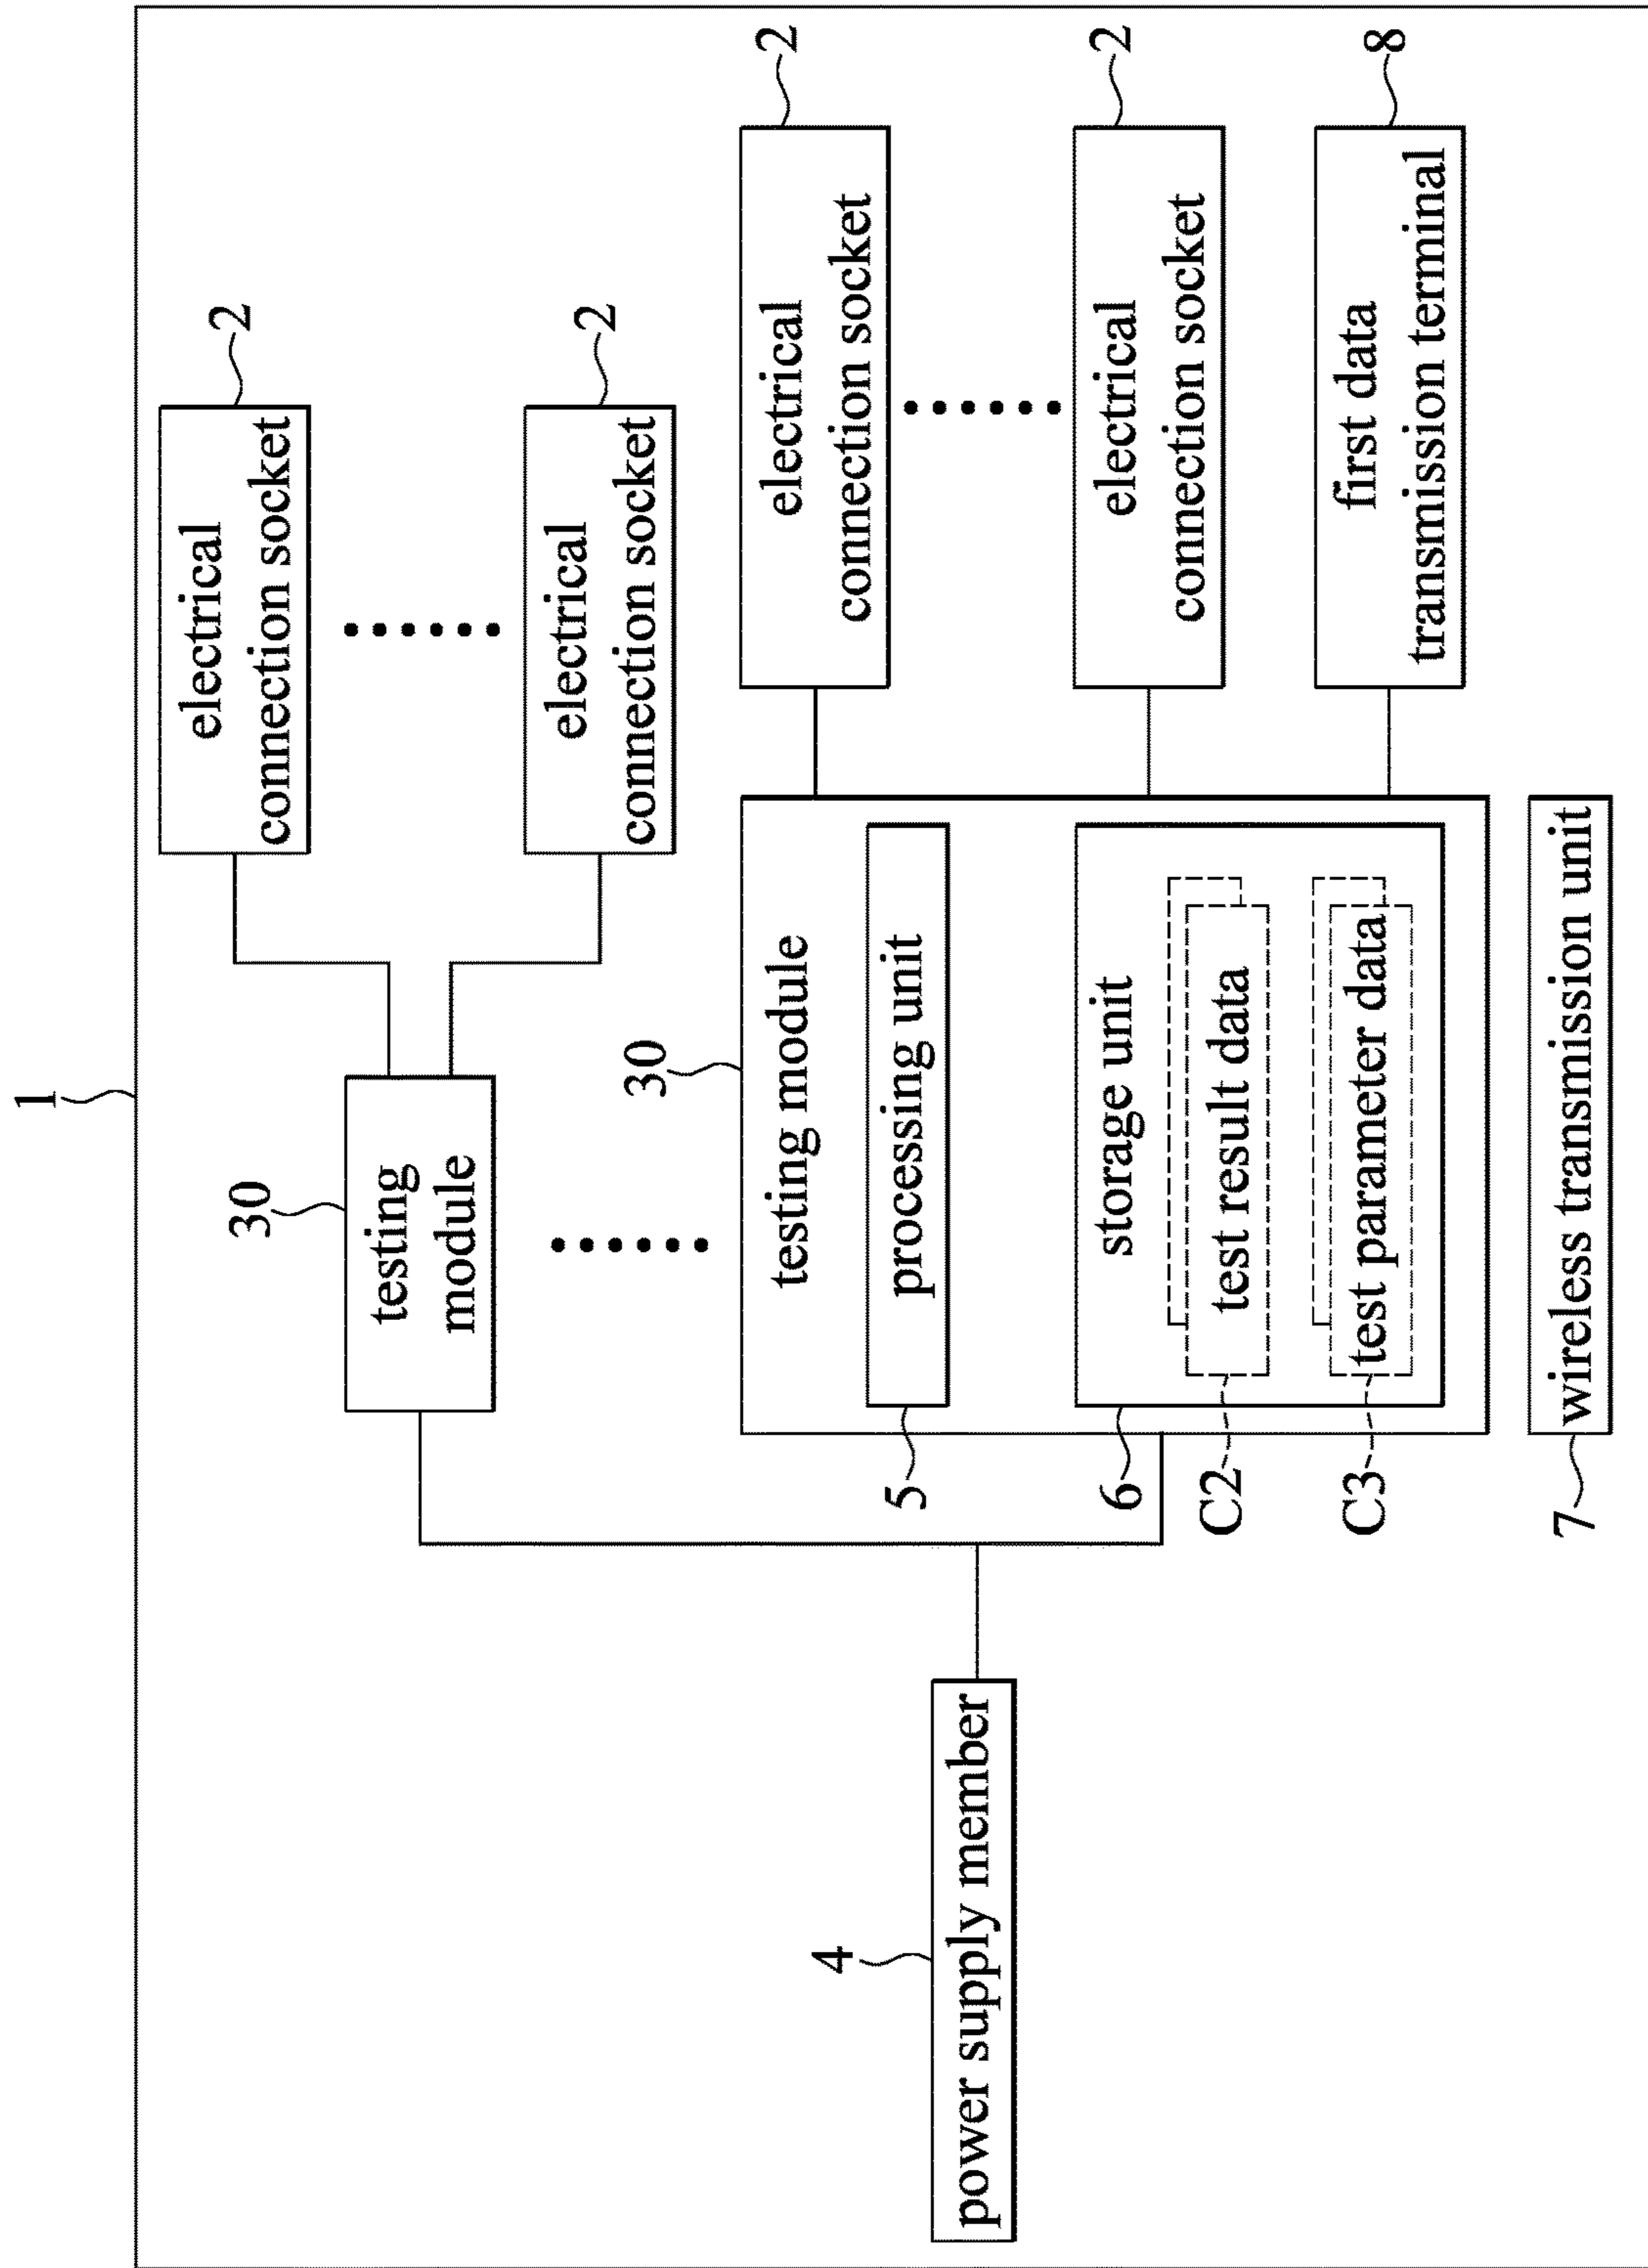 1
electrical
connection socket
2
electrical
connection socket
2
30
testing
module
electrical
connection socket
2
electrical
connection socket
2
first data
transmission terminal
8
30
testing module
processing unit
5
storage unit
6
test result data
C2
test parameter data
C3
wireless transmission unit
7
4
power supply member